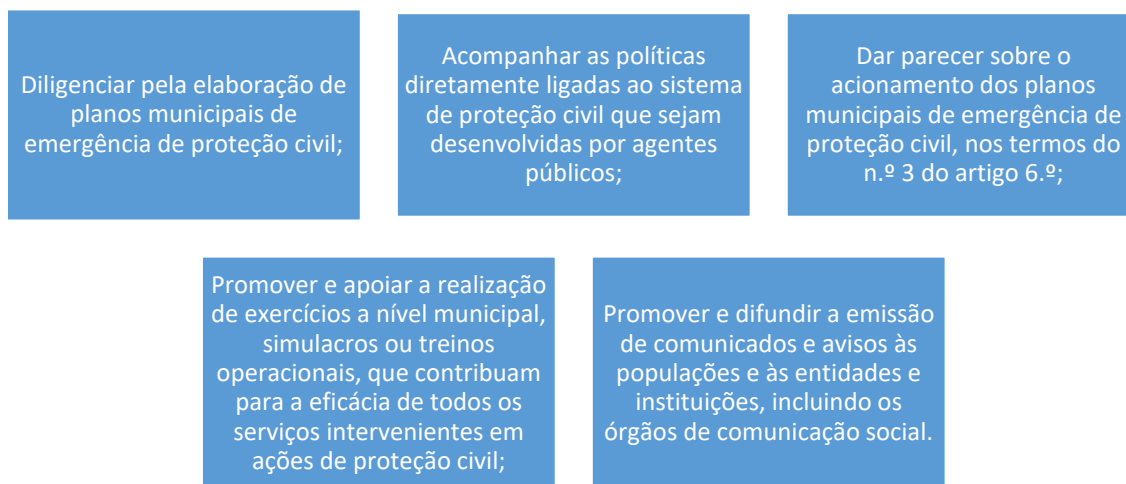 Diligenciar pela elaboração de
planos municipais de
emergência de proteção civil;
Acompanhar as políticas
diretamente ligadas ao sistema
de proteção civil que sejam
desenvolvidas por agentes
públicos;
Dar parecer sobre o
acionamento dos planos
municipais de emergência de
proteção civil, nos termos do
n.º 3 do artigo 6.º;
Promover e apoiar a realização
de exercícios a nível municipal,
simulacros ou treinos
operacionais, que contribuam
para a eficácia de todos os
serviços intervenientes em
ações de proteção civil;
Promover e difundir a emissão
de comunicados e avisos às
populações e às entidades e
instituições, incluindo os
órgãos de comunicação social.